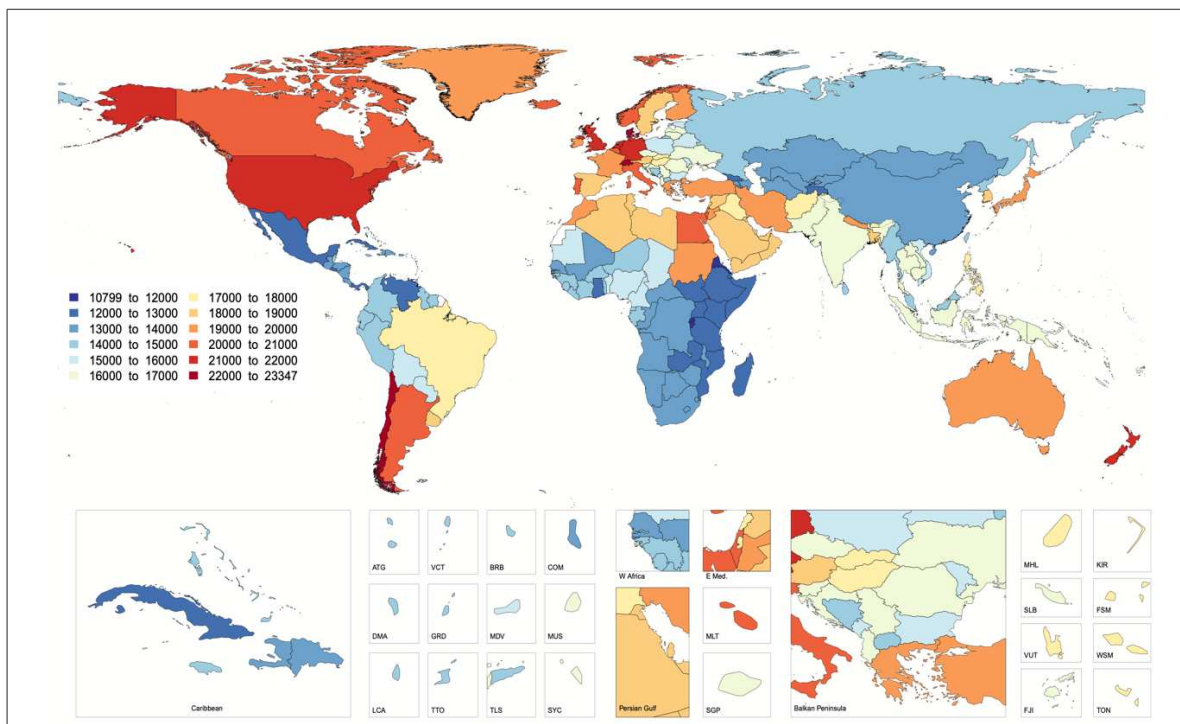 10799 to 12000
12000 to 13000
13000 to 14000
14000 to 15000
15000 to 16000
16000 to 17000
17000 to 18000
18000 to 19000
19000 to 20000
20000 to 21000
21000 to 22000
22000 to 23347
Caribbean
ATG
VCT
BRB
COM
DMA
GRD
MDV
MUS
LCA
TTO
TLS
SYC
W Africa
E Med.
Persian Gulf
MLT
SGP
Balkan Peninsula
MHL
KIR
SLB
FSM
VUT
WSM
FJI
TON